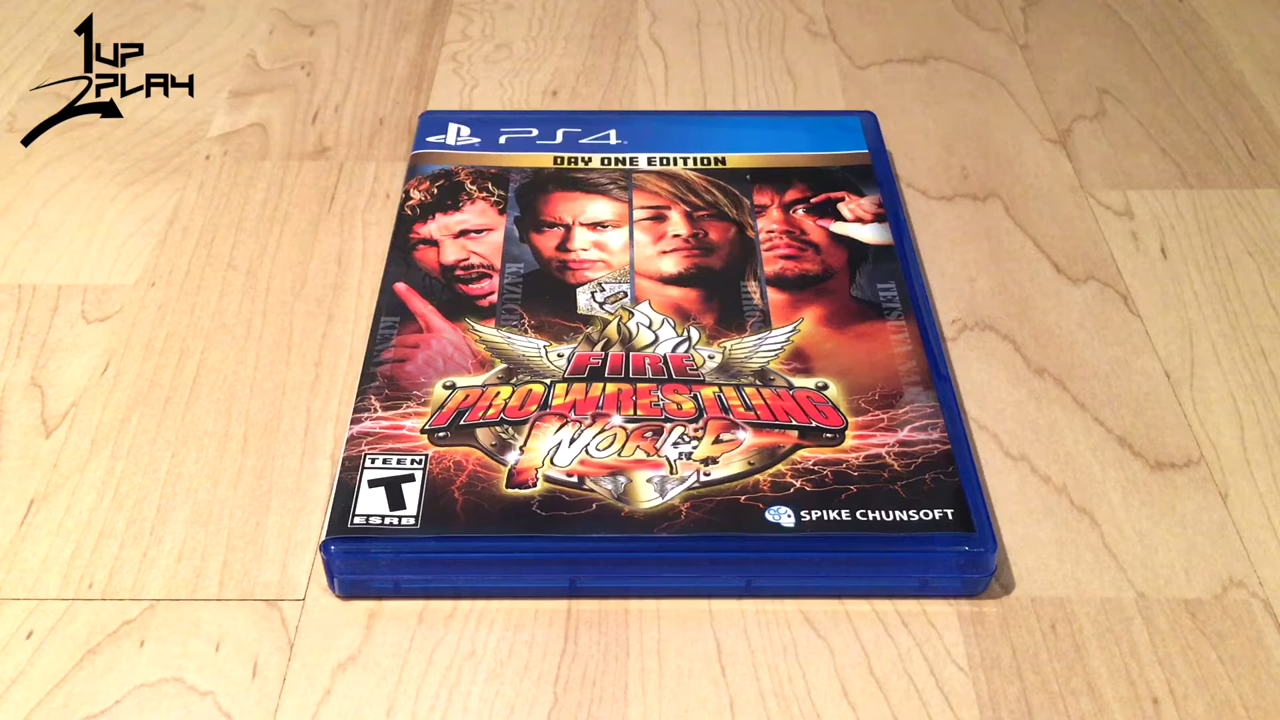 1UP
2PLAY
PS4
DAY ONE EDITION
FIRE
PRO WRESTLING
WORLD
TEEN
T
ESRB
SPIKE CHUNSOFT